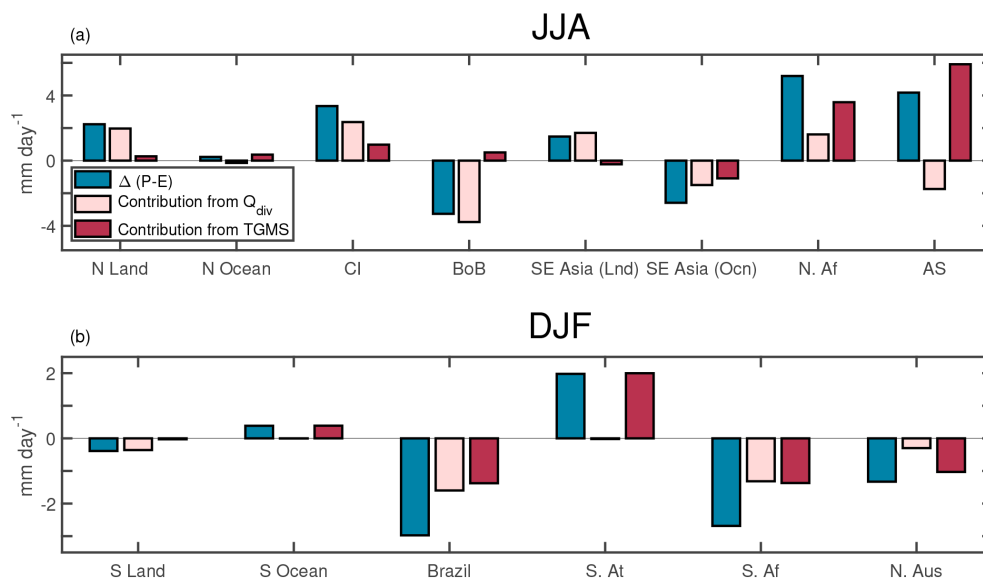 (a)
JJA
mm day-1
4
0
-4
Δ (P-E)
Contribution from Qdiv
Contribution from TGMS
N Land N Ocean CI BoB SE Asia (Lnd) SE Asia (Ocn) N. Af AS
(b)
DJF
mm day-1
2
0
-2
S Land S Ocean Brazil S. At S. Af N. Aus